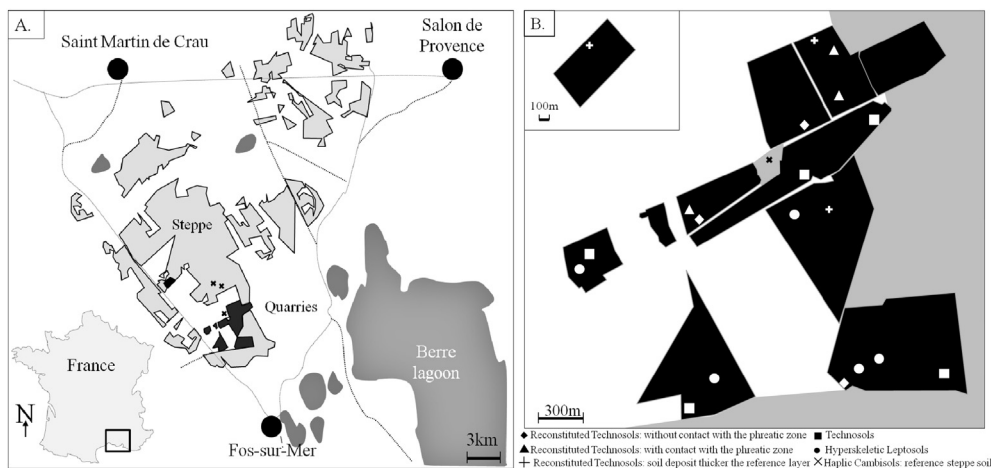 A.
Saint Martin de Crau
Salon de
Provence
Steppe
Quarries
France
Berre
lagoon
N
Fos-sur-Mer
3km
B.
100m
300m
Reconstituted Technosols: without contact with the phreatic zone
Technosols
Reconstituted Technosols: with contact with the phreatic zone
Hyperskeletic Leptosols
Reconstituted Technosols: soil deposit thicker the reference layer
Haplic Cambisols: reference steppe soil